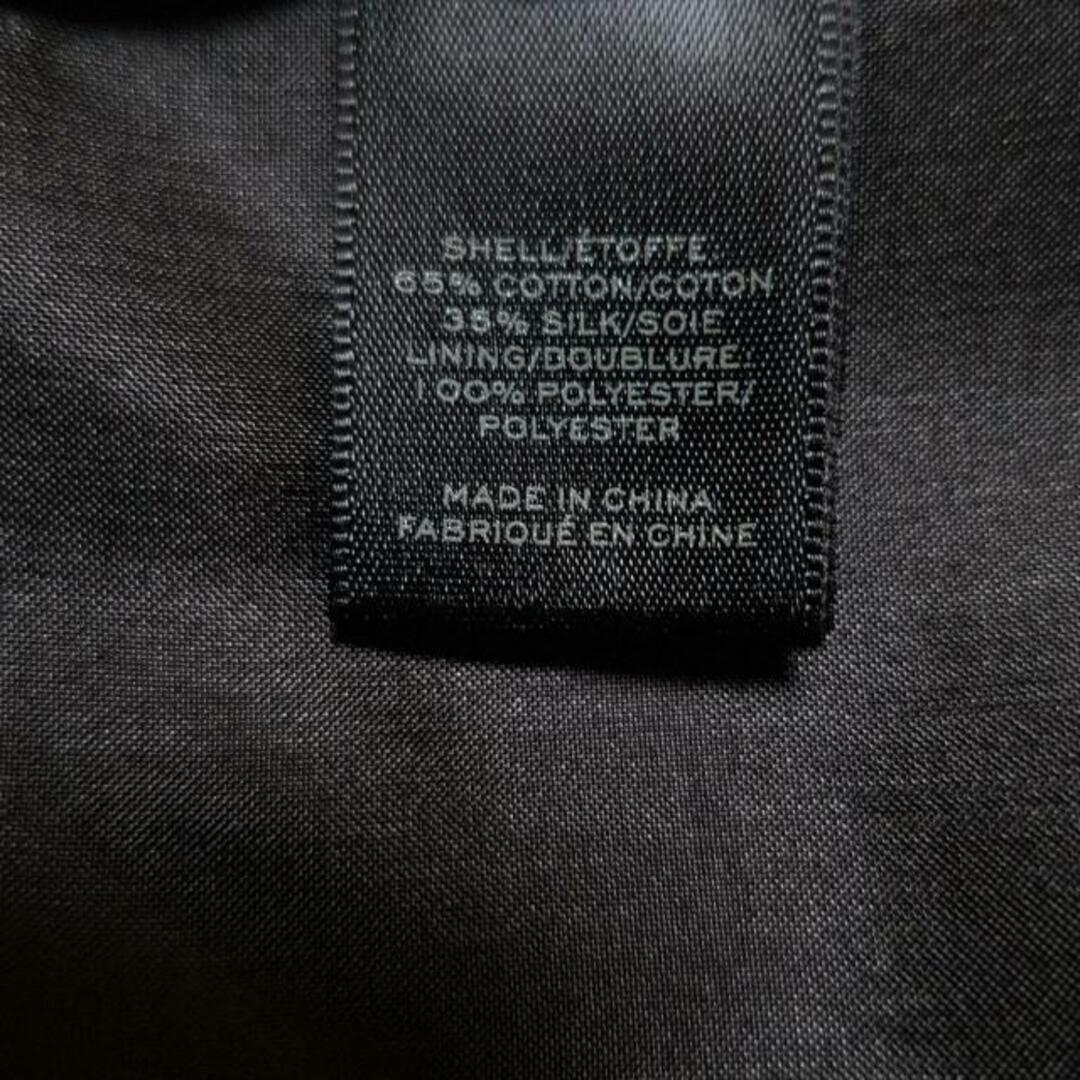 SHELL/ÉTOFFE
65% COTTON/COTON
35% SILK/SOIE
LINING/DOUBLURE:
100% POLYESTER/
POLYESTER
MADE IN CHINA
FABRIQUÉ EN CHINE